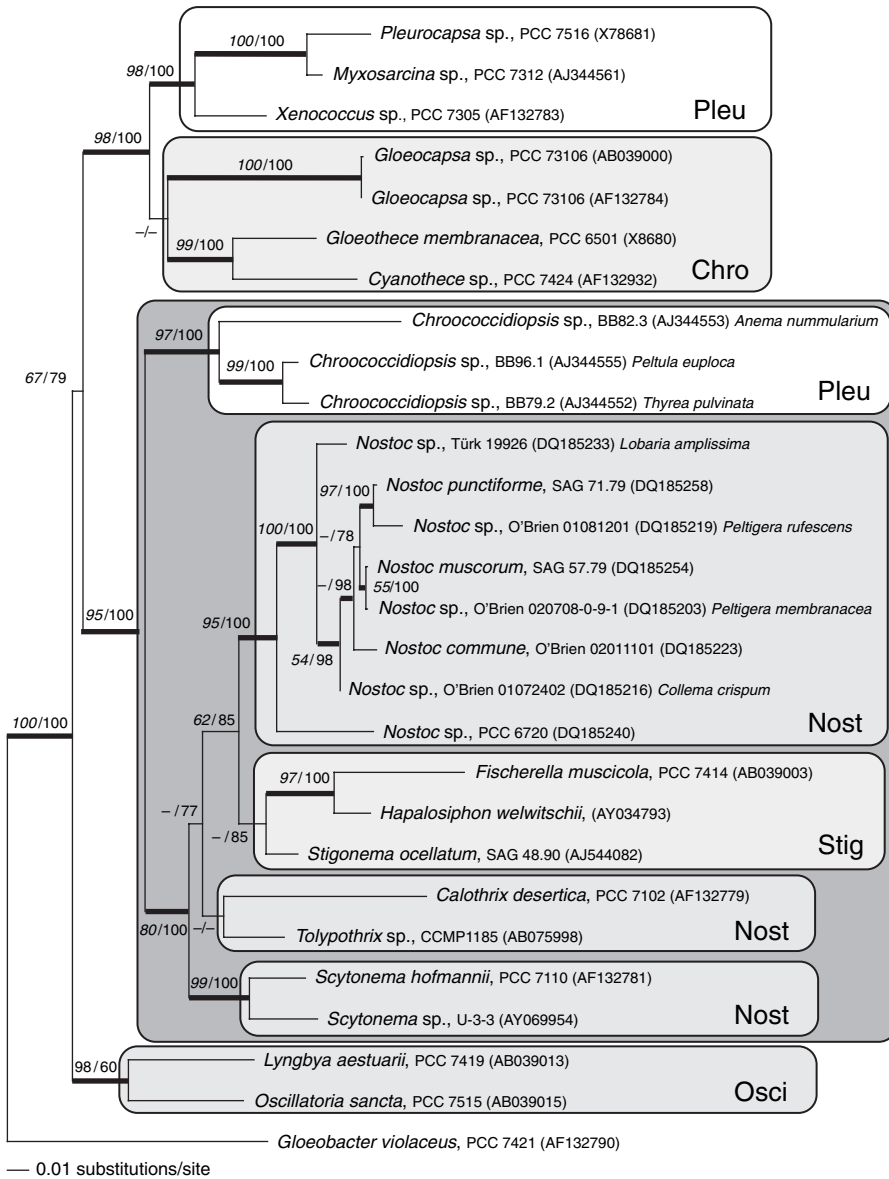 Pleurocapsa sp., PCC 7516 (X78681)
100/100
98/100
Myxosarcina sp., PCC 7312 (AJ344561)
Xenococcus sp., PCC 7305 (AF132783)
Pleu
98/100
Gloeocapsa sp., PCC 73106 (AB039000)
100/100
Gloeocapsa sp., PCC 73106 (AF132784)
–/–
Gloeothece membranacea, PCC 6501 (X8680)
99/100
Cyanothece sp., PCC 7424 (AF132932)
Chro
Chroococcidiopsis sp., BB82.3 (AJ344553) Anema nummularium
97/100
Chroococcidiopsis sp., BB96.1 (AJ344555) Peltula euploca
99/100
67/79
Chroococcidiopsis sp., BB79.2 (AJ344552) Thyrea pulvinata
Pleu
Nostoc sp., Türk 19926 (DQ185233) Lobaria amplissima
97/100
Nostoc punctiforme, SAG 71.79 (DQ185258)
100/100
Nostoc sp., O'Brien 01081201 (DQ185219) Peltigera rufescens
–/78
Nostoc muscorum, SAG 57.79 (DQ185254)
–/98
55/100
Nostoc sp., O'Brien 020708-0-9-1 (DQ185203) Peltigera membranacea
95/100
95/100
Nostoc commune, O'Brien 02011101 (DQ185223)
54/98
Nostoc sp., O'Brien 01072402 (DQ185216) Collema crispum
62/85
Nostoc sp., PCC 6720 (DQ185240)
Nost
100/100
Fischerella muscicola, PCC 7414 (AB039003)
97/100
–/77
Hapalosiphon welwitschii, (AY034793)
–/85
Stigonema ocellatum, SAG 48.90 (AJ544082)
Stig
Calothrix desertica, PCC 7102 (AF132779)
80/100
–/–
Tolypothrix sp., CCMP1185 (AB075998)
Nost
Scytonema hofmannii, PCC 7110 (AF132781)
99/100
Scytonema sp., U-3-3 (AY069954)
Nost
Lyngbya aestuarii, PCC 7419 (AB039013)
98/60
Oscillatoria sancta, PCC 7515 (AB039015)
Osci
Gloeobacter violaceus, PCC 7421 (AF132790)
— 0.01 substitutions/site